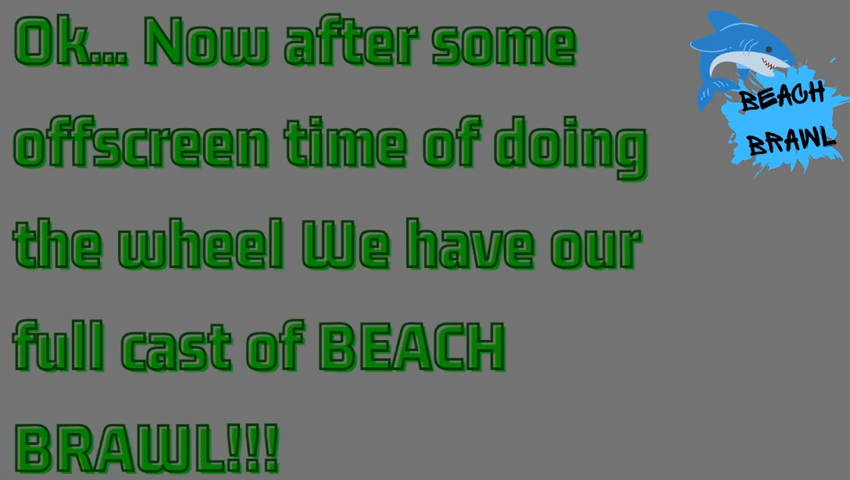 Ok... Now after some
offscreen time of doing
the wheel We have our
full cast of BEACH
BRAWL!!!
BEACH
BRAWL